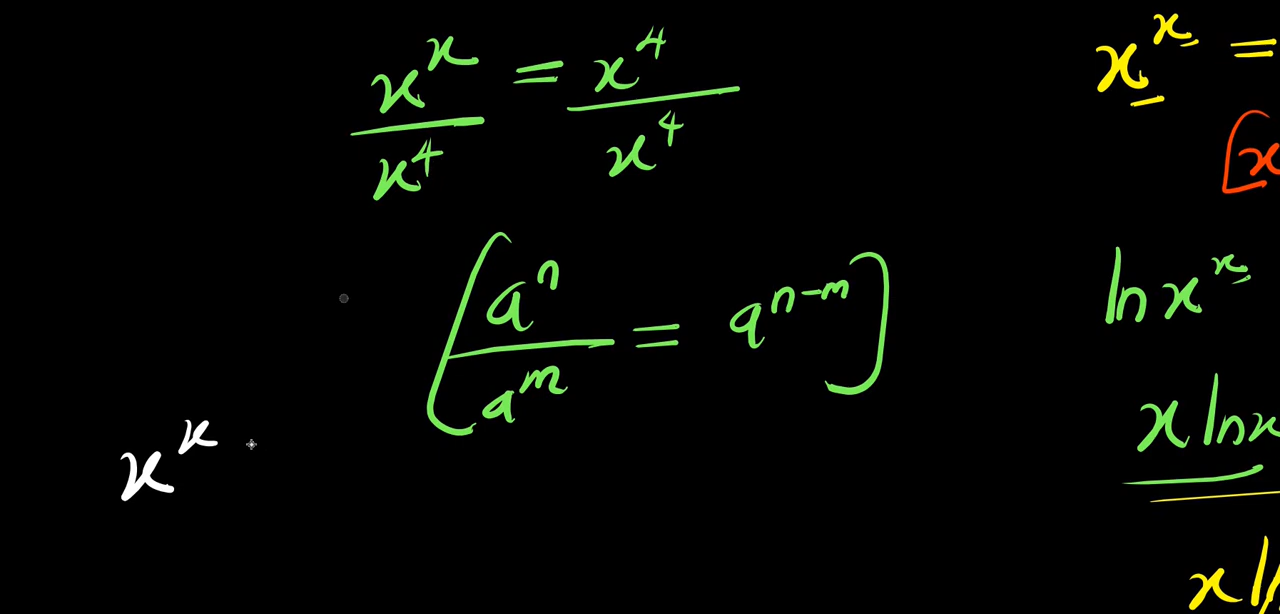 x^x / x^4 = x^4 / x^4
[a^n / a^m = a^(n-m)]
x^x
x^x =
[x
ln x^x
x ln x
x l